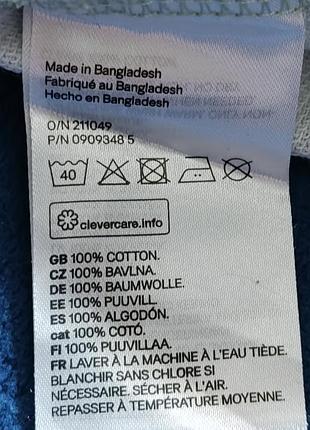 Made in Bangladesh
Fabriqué au Bangladesh
Hecho en Bangladesh
O/N 211049
P/N 0909348 5
40
clevercare.info
GB 100% COTTON.
CZ 100% BAVLNA.
DE 100% BAUMWOLLE.
EE 100% PUUVILL.
ES 100% ALGODÓN.
cat 100% COTÓ.
FI 100% PUUVILLAA.
FR LAVER À LA MACHINE À L'EAU TIÈDE.
BLANCHIR SANS CHLORE SI
NÉCESSAIRE. SÉCHER À L'AIR.
REPASSER À TEMPÉRATURE MOYENNE.